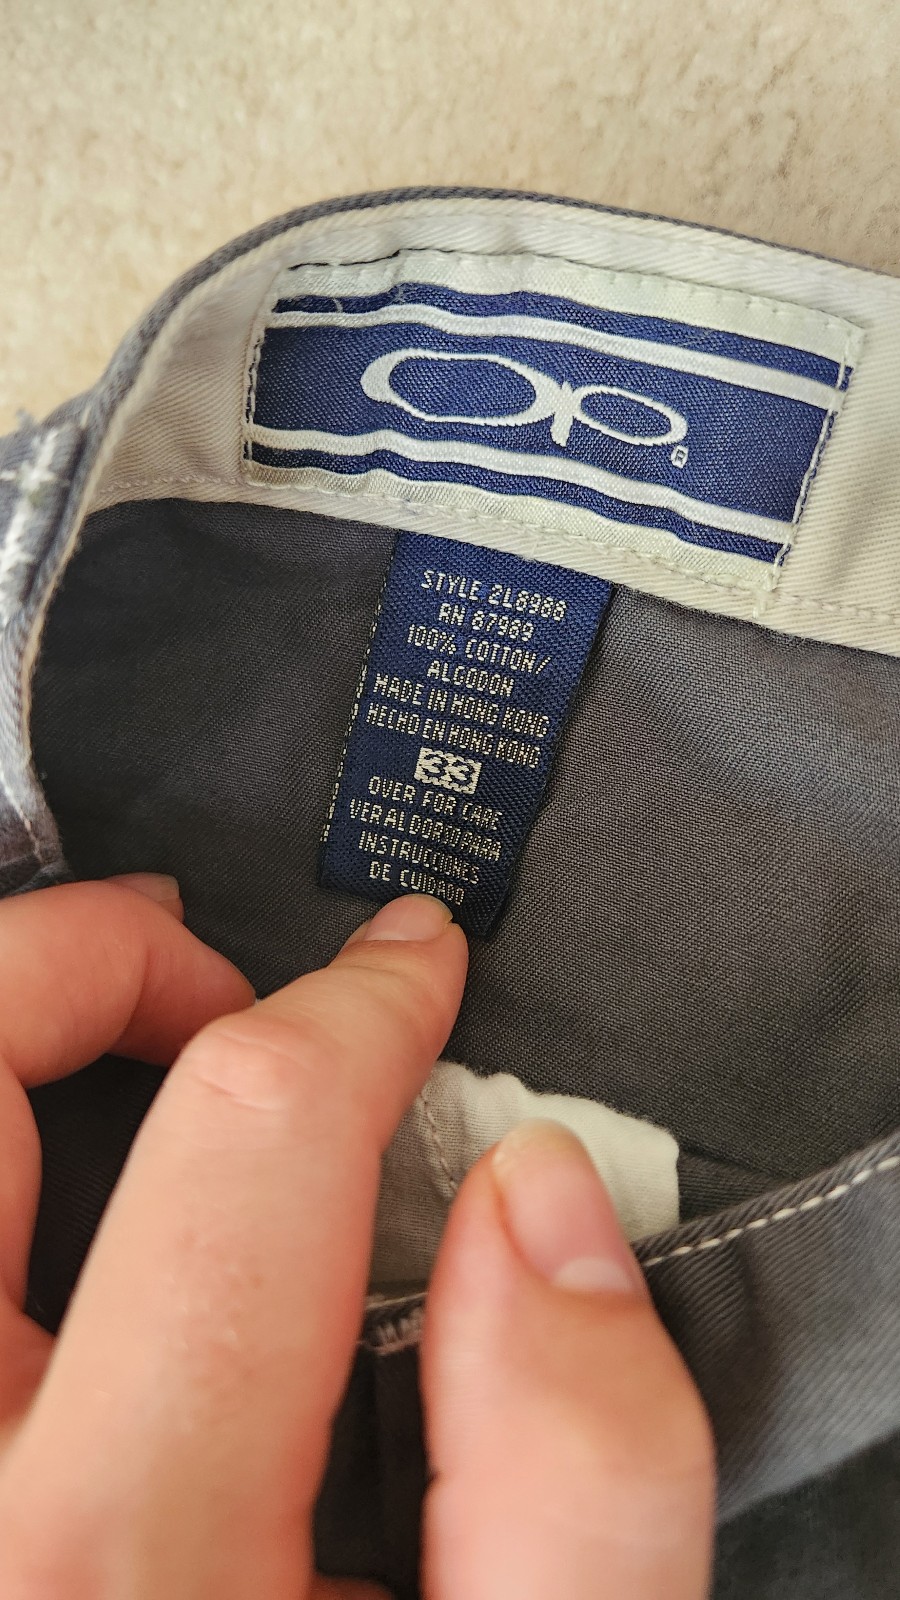 Op
R
STYLE 2L8988
RN 87989
100% COTTON/
ALGODON
MADE IN HONG KONG
HECHO EN HONG KONG
33
OVER FOR CARE
VER AL DORSO PARA
INSTRUCCIONES
DE CUIDADO